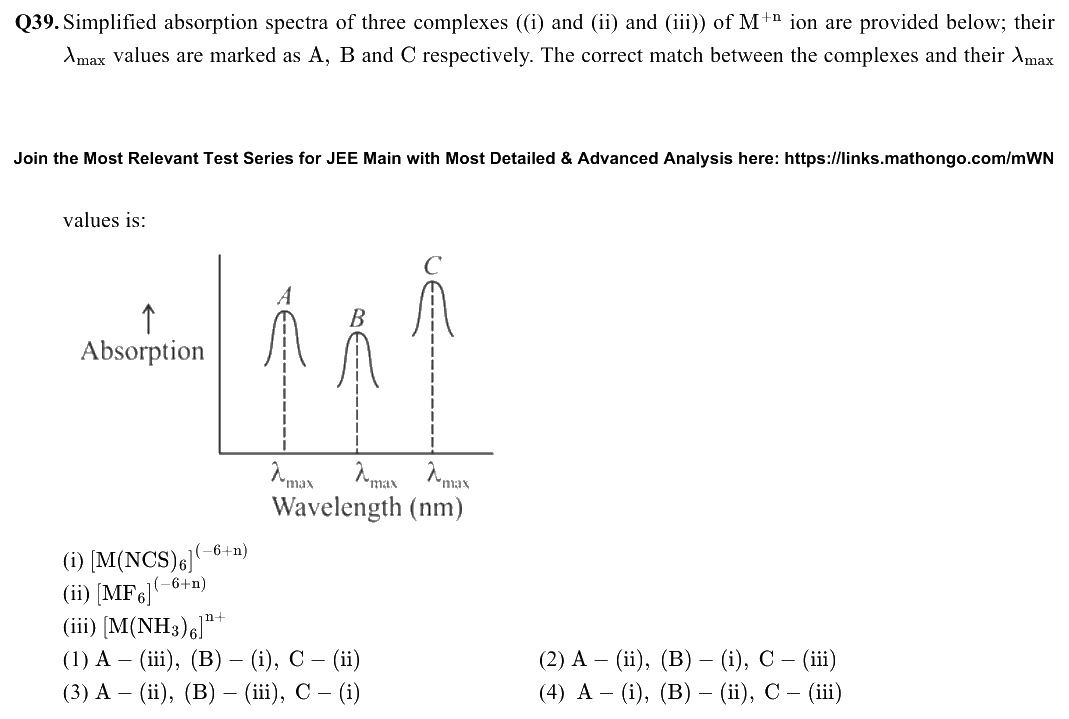 Q39. Simplified absorption spectra of three complexes ((i) and (ii) and (iii)) of M⁺ⁿ ion are provided below; their
λmax values are marked as A, B and C respectively. The correct match between the complexes and their λmax
Join the Most Relevant Test Series for JEE Main with Most Detailed & Advanced Analysis here: https://links.mathongo.com/mWN
values is:
C
A
B
↑
Absorption
λmax λmax λmax
Wavelength (nm)
(i) [M(NCS)₆]⁽⁻⁶⁺ⁿ⁾
(ii) [MF₆]⁽⁻⁶⁺ⁿ⁾
(iii) [M(NH₃)₆]ⁿ⁺
(1) A – (iii), (B) – (i), C – (ii) (2) A – (ii), (B) – (i), C – (iii)
(3) A – (ii), (B) – (iii), C – (i) (4) A – (i), (B) – (ii), C – (iii)